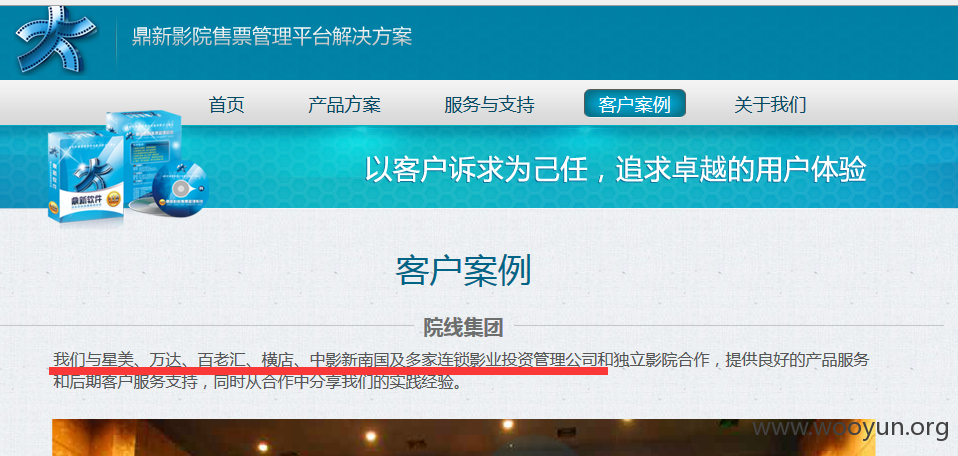 鼎新影院售票管理平台解决方案
首页 产品方案 服务与支持 客户案例 关于我们
鼎新软件
以客户诉求为己任，追求卓越的用户体验
客户案例
院线集团
我们与星美、万达、百老汇、横店、中影新南国及多家连锁影业投资管理公司和独立影院合作，提供良好的产品服务
和后期客户服务支持，同时从合作中分享我们的实践经验。
www.wooyun.org